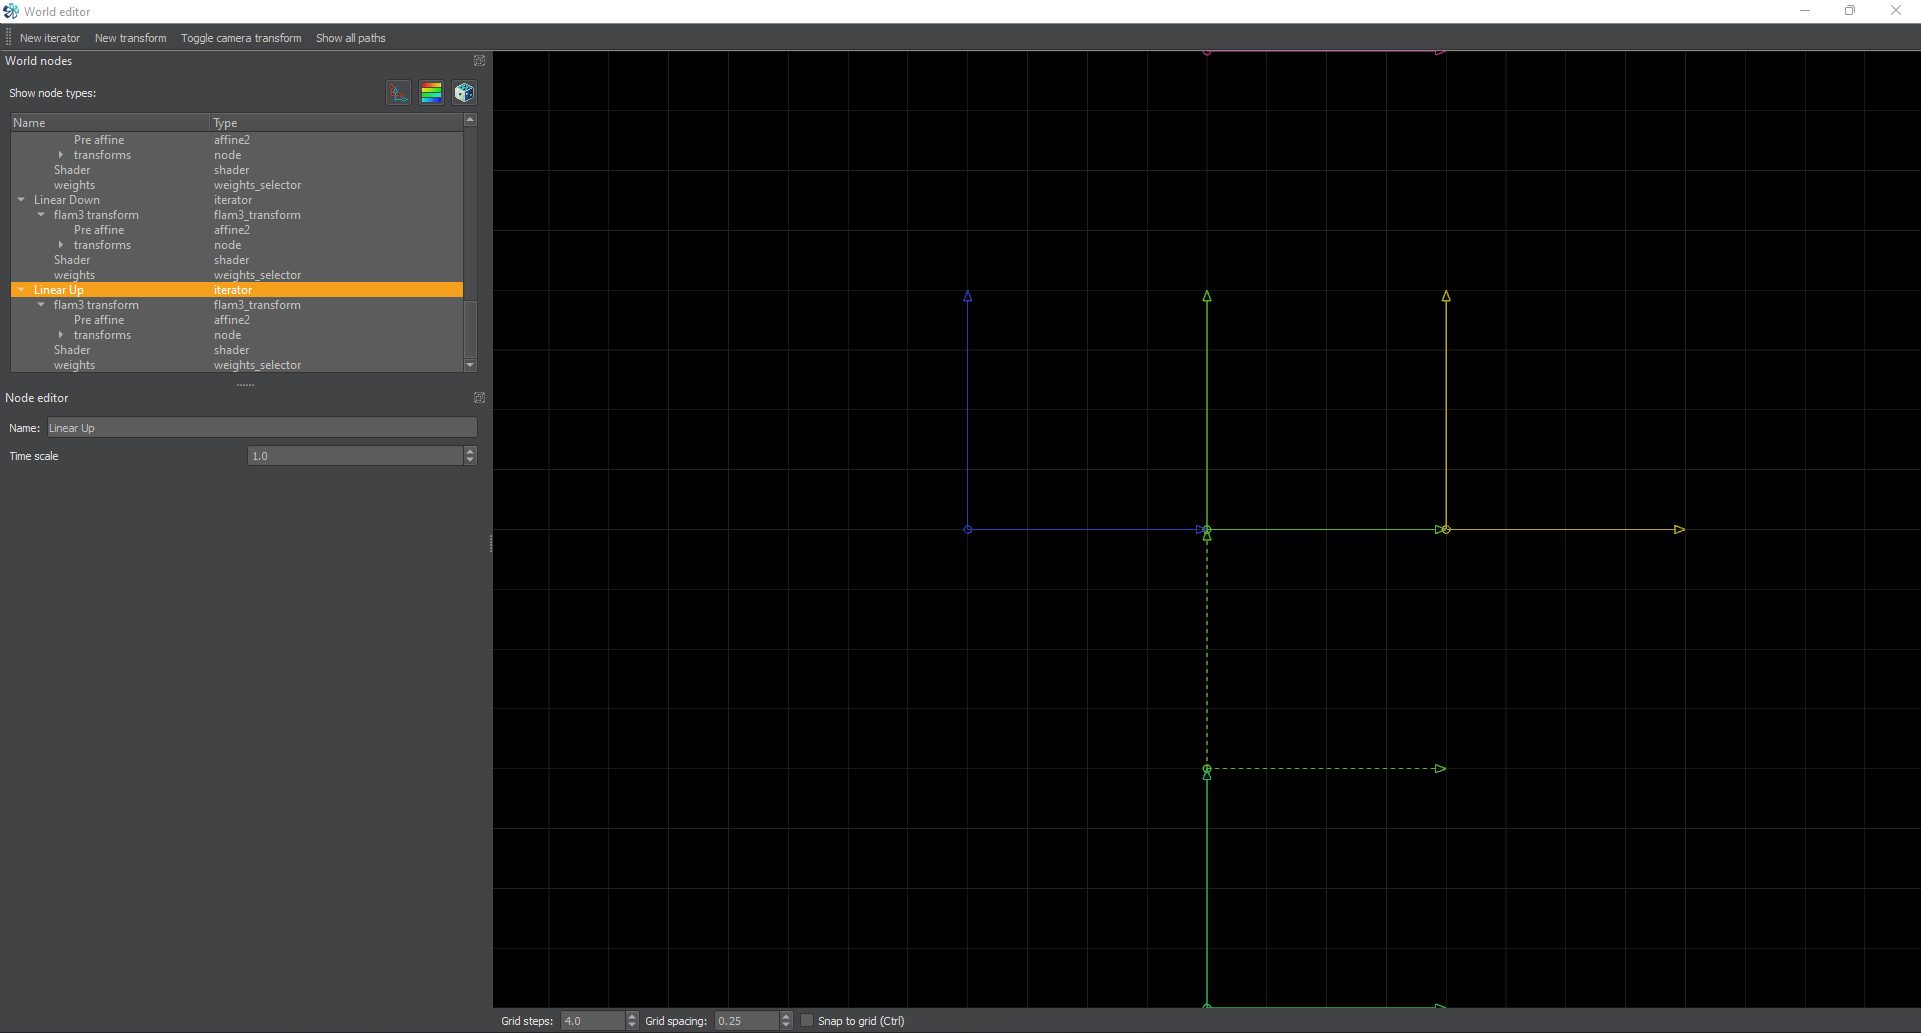 World editor
New iterator New transform Toggle camera transform Show all paths
World nodes
Show node types:
Name Type
Pre affine affine2
transforms node
Shader shader
weights weights_selector
Linear Down iterator
flam3 transform flam3_transform
Pre affine affine2
transforms node
Shader shader
weights weights_selector
Linear Up iterator
flam3 transform flam3_transform
Pre affine affine2
transforms node
Shader shader
weights weights_selector
Node editor
Name: Linear Up
Time scale 1.0
Grid steps: 4.0 Grid spacing: 0.25 Snap to grid (Ctrl)